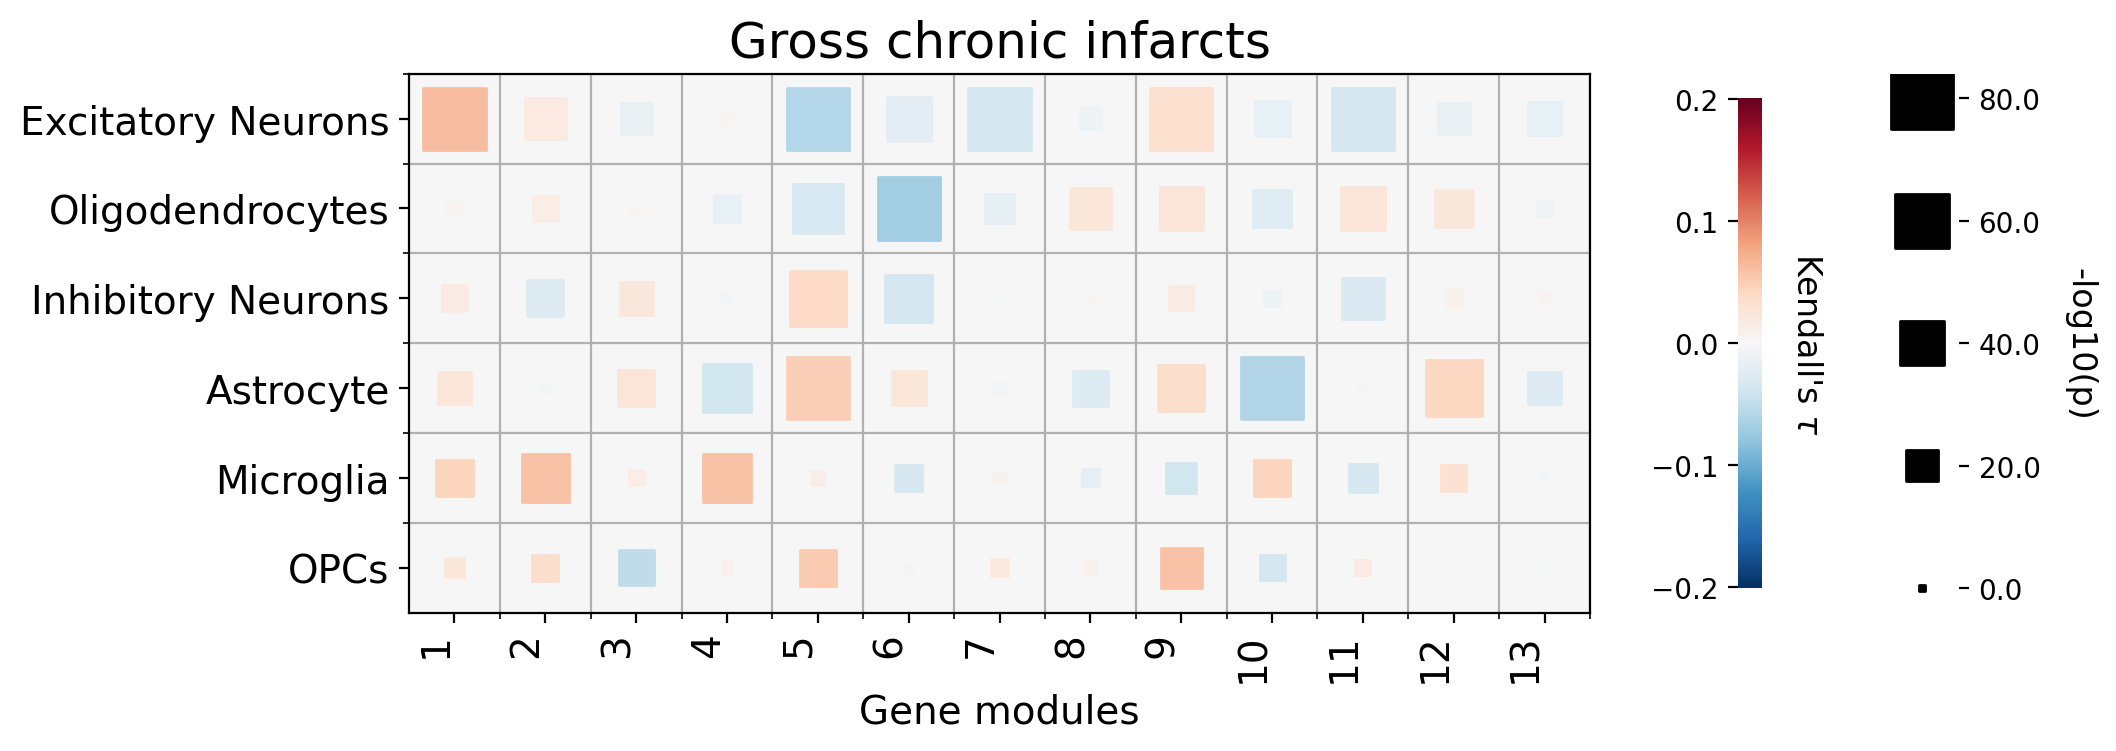 Gross chronic infarcts
Excitatory Neurons
Oligodendrocytes
Inhibitory Neurons
Astrocyte
Microglia
OPCs
1 2 3 4 5 6 7 8 9 10 11 12 13
Gene modules
0.2
0.1
0.0
−0.1
−0.2
Kendall's τ
80.0
60.0
40.0
20.0
0.0
-log10(p)